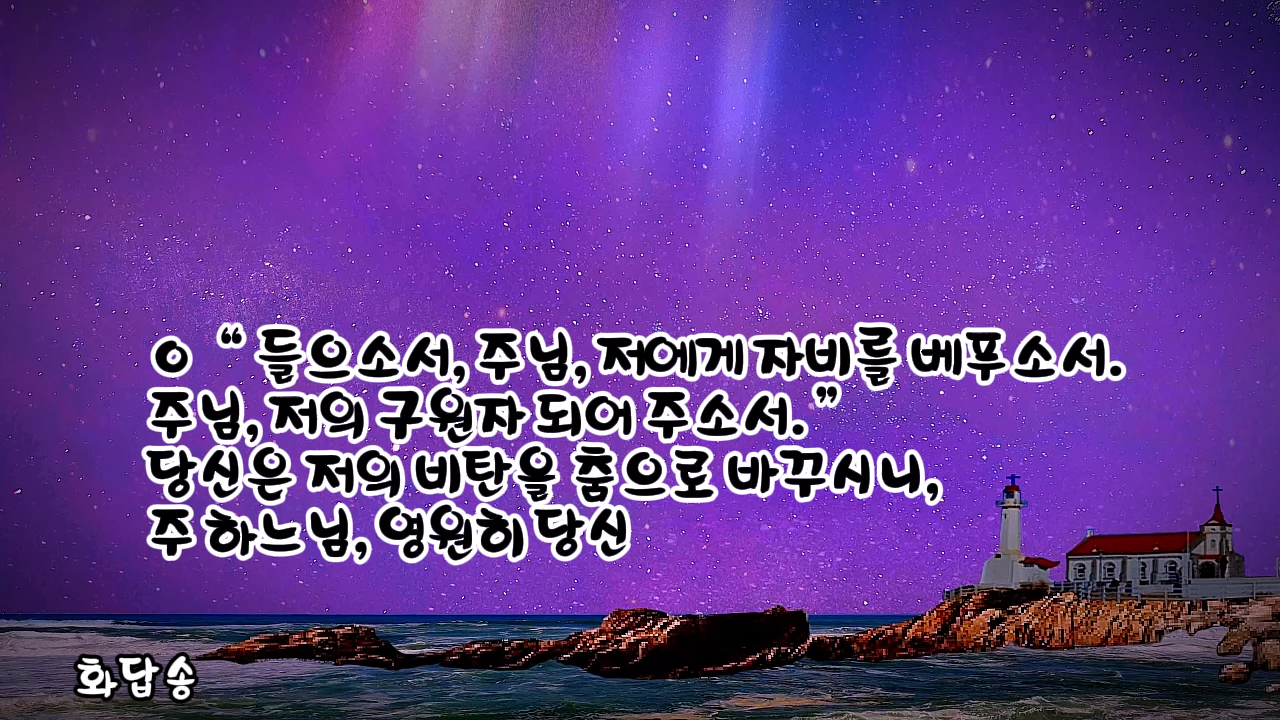 ㅇ “ 들으소서, 주님, 저에게 자비를 베푸소서.
주님, 저의 구원자 되어 주소서. ”
당신은 저의 비탄을 춤으로 바꾸시니,
주 하느님, 영원히 당신
화답송